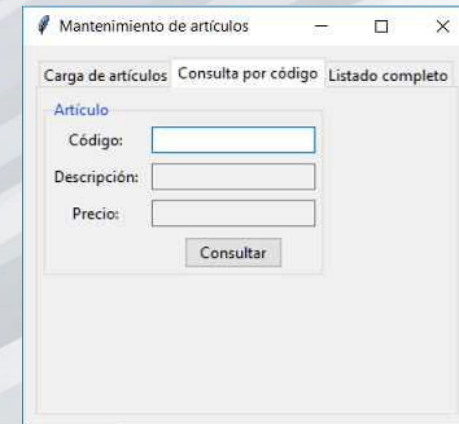 Mantenimiento de artículos
Carga de artículos Consulta por código Listado completo
Artículo
Código:
Descripción:
Precio:
Consultar